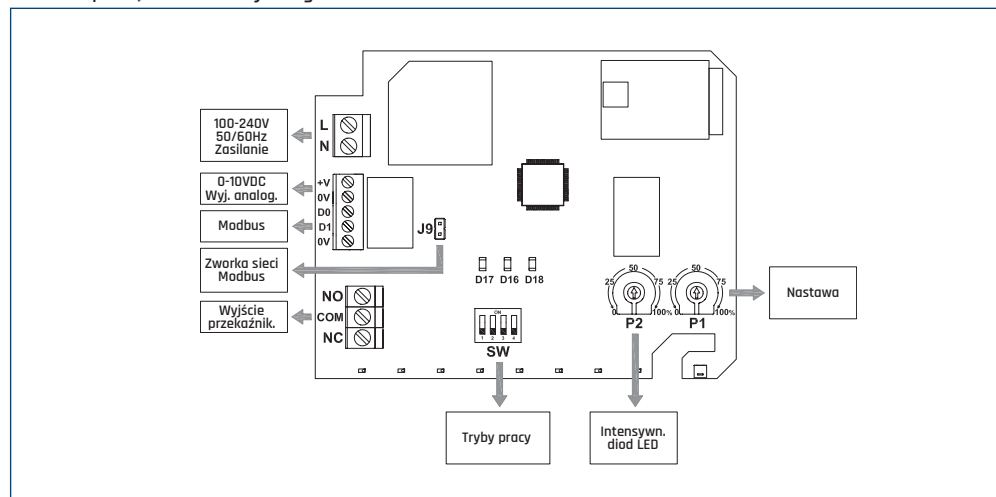 100-240V
50/60Hz
Zasilanie
L
N
0-10VDC
Wyj. analog.
+V
0V
D0
D1
0V
Modbus
J9
Zworka sieci
Modbus
D17 D16 D18
NO
COM
NC
Wyjście
przekaźnik.
ON
1 2 3 4
SW
0 25 50 75 100%
P2
0 25 50 75 100%
P1
Nastawa
Tryby pracy
Intensywn.
diod LED